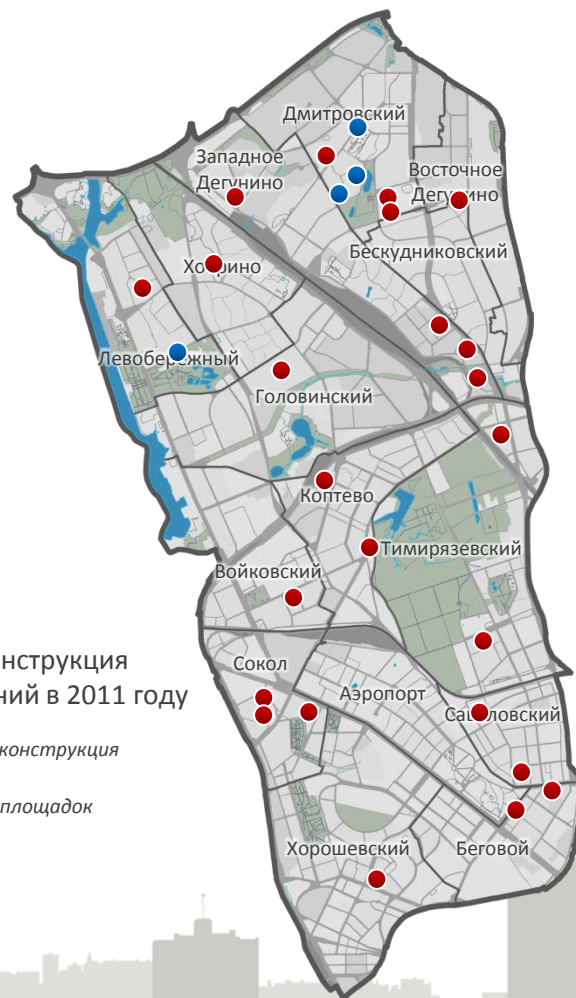 Дмитровский
Западное
Дегунино
Восточное
Дегунино
Бескудниковский
Ховрино
Левобережный
Головинский
Коптево
Тимирязевский
Войковский
нструкция
ний в 2011 году
Сокол
Аэропорт
Савеловский
конструкция
площадок
Хорошевский
Беговой